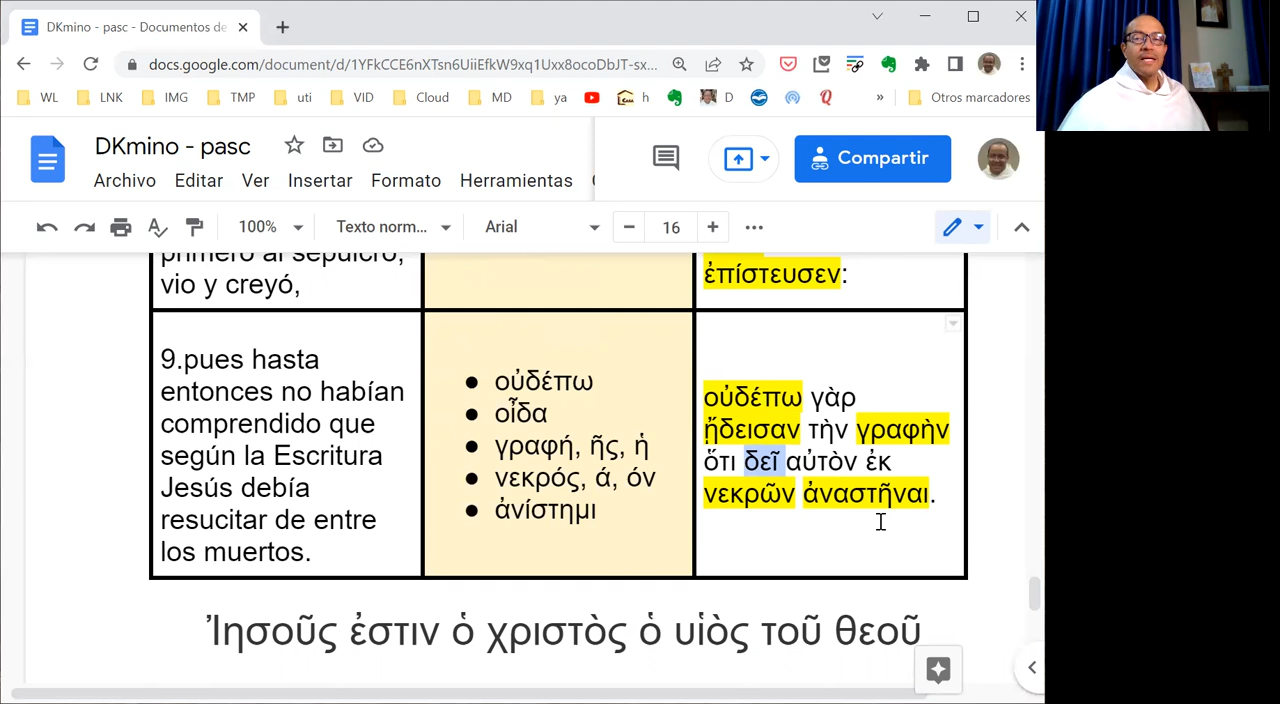 DKmino - pasc - Documentos de
docs.google.com/document/d/1YFkCCE6nXTsn6UiiEfkW9xq1Uxx8ocoDbJT-sx...
WL LNK IMG TMP uti VID Cloud MD ya h D » Otros marcadores
DKmino - pasc
Compartir
Archivo Editar Ver Insertar Formato Herramientas
100% Texto norm... Arial 16
primero al sepulcro,
vio y creyó,
ἐπίστευσεν:
9.pues hasta
entonces no habían
comprendido que
según la Escritura
Jesús debía
resucitar de entre
los muertos.
● οὐδέπω
● οἶδα
● γραφή, ῆς, ἡ
● νεκρός, ά, όν
● ἀνίστημι
οὐδέπω γὰρ
ᾔδεισαν τὴν γραφὴν
ὅτι δεῖ αὐτὸν ἐκ
νεκρῶν ἀναστῆναι.
Ἰησοῦς ἐστιν ὁ χριστὸς ὁ υἱὸς τοῦ θεοῦ